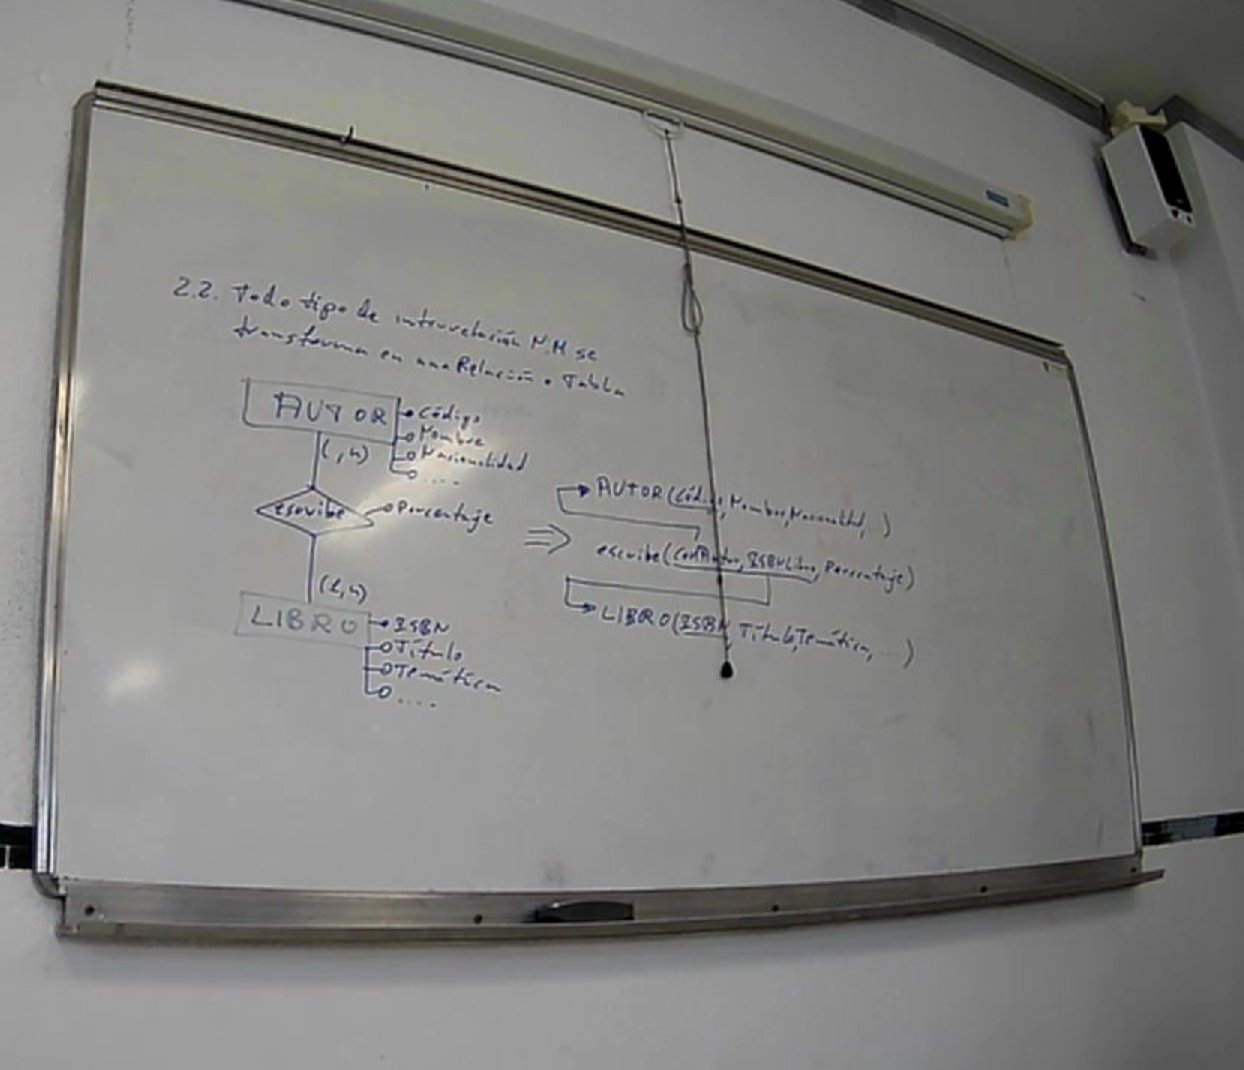 2.2. Todo tipo de interrelación N:M se
transforma en una Relación o Tabla
AUTOR
Código
Nombre
Nacionalidad
....
(1,n)
escribe
Porcentaje
(1,n)
LIBRO
ISBN
Título
Temática
....
⇒
AUTOR(Código, Nombre, Nacionalidad, ..)
escribe(CodAutor, ISBNLibro, Porcentaje)
LIBRO(ISBN, Título, Temática, ...)